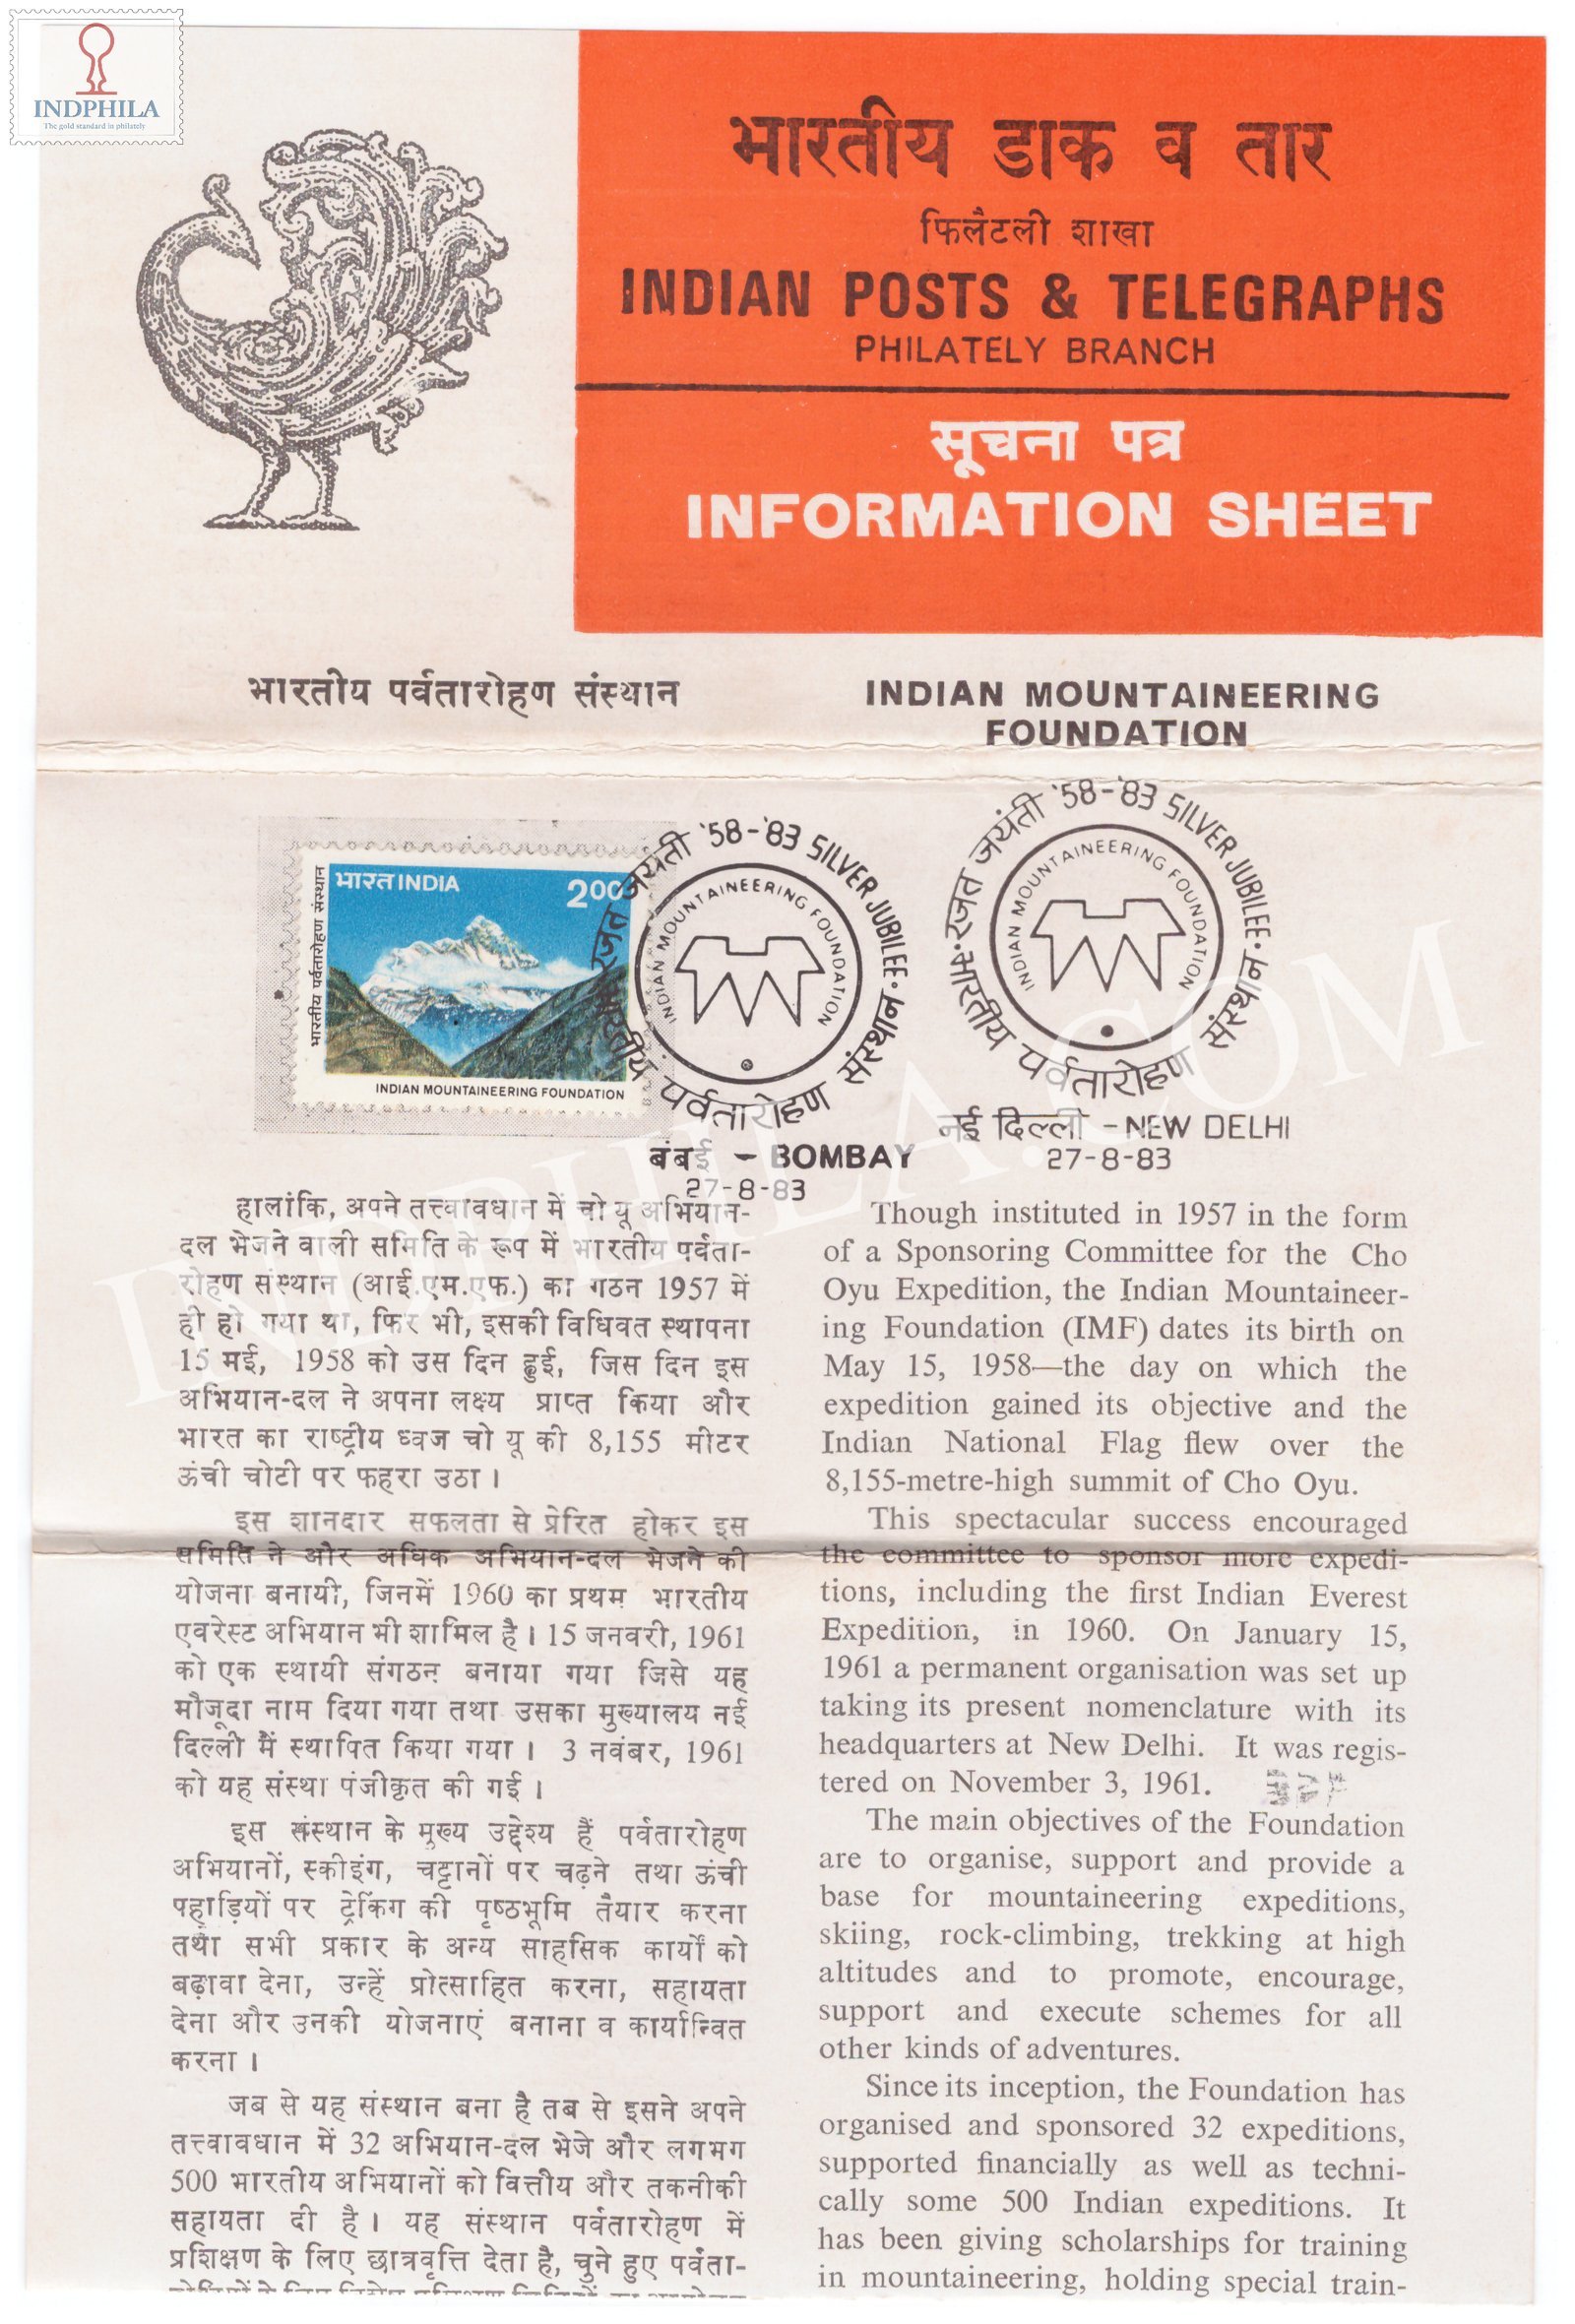 INDPHILA
The gold standard in philately
भारतीय डाक व तार
फिलैटली शाखा
INDIAN POSTS & TELEGRAPHS
PHILATELY BRANCH
सूचना पत्र
INFORMATION SHEET
भारतीय पर्वतारोहण संस्थान
INDIAN MOUNTAINEERING
FOUNDATION
भारत INDIA
200
भारतीय पर्वतारोहण संस्थान
INDIAN MOUNTAINEERING FOUNDATION
रजत जयंती '58-'83 SILVER JUBILEE
भारतीय पर्वतारोहण संस्थान
INDIAN MOUNTAINEERING FOUNDATION
बंबई - BOMBAY
27-8-83
रजत जयंती '58-'83 SILVER JUBILEE
भारतीय पर्वतारोहण संस्थान
INDIAN MOUNTAINEERING FOUNDATION
नई दिल्ली - NEW DELHI
27-8-83
INDPHILA.COM
हालांकि, अपने तत्त्वावधान में चो यू अभियान-
दल भेजने वाली समिति के रूप में भारतीय पर्वता-
रोहण संस्थान (आई.एम.एफ.) का गठन 1957 में
ही हो गया था, फिर भी, इसकी विधिवत स्थापना
15 मई, 1958 को उस दिन हुई, जिस दिन इस
अभियान-दल ने अपना लक्ष्य प्राप्त किया और
भारत का राष्ट्रीय ध्वज चो यू की 8,155 मीटर
ऊंची चोटी पर फहरा उठा ।
इस शानदार सफलता से प्रेरित होकर इस
समिति ने और अधिक अभियान-दल भेजने की
योजना बनायी, जिनमें 1960 का प्रथम भारतीय
एवरेस्ट अभियान भी शामिल है । 15 जनवरी, 1961
को एक स्थायी संगठन बनाया गया जिसे यह
मौजूदा नाम दिया गया तथा उसका मुख्यालय नई
दिल्ली में स्थापित किया गया । 3 नवंबर, 1961
को यह संस्था पंजीकृत की गई ।
इस संस्थान के मुख्य उद्देश्य हैं पर्वतारोहण
अभियानों, स्कीइंग, चट्टानों पर चढ़ने तथा ऊंची
पहाड़ियों पर ट्रेकिंग की पृष्ठभूमि तैयार करना
तथा सभी प्रकार के अन्य साहसिक कार्यों को
बढ़ावा देना, उन्हें प्रोत्साहित करना, सहायता
देना और उनकी योजनाएं बनाना व कार्यान्वित
करना ।
जब से यह संस्थान बना है तब से इसने अपने
तत्त्वावधान में 32 अभियान-दल भेजे और लगभग
500 भारतीय अभियानों को वित्तीय और तकनीकी
सहायता दी है । यह संस्थान पर्वतारोहण में
प्रशिक्षण के लिए छात्रवृत्ति देता है, चुने हुए पर्वता-
Though instituted in 1957 in the form
of a Sponsoring Committee for the Cho
Oyu Expedition, the Indian Mountaineer-
ing Foundation (IMF) dates its birth on
May 15, 1958—the day on which the
expedition gained its objective and the
Indian National Flag flew over the
8,155-metre-high summit of Cho Oyu.
This spectacular success encouraged
the committee to sponsor more expedi-
tions, including the first Indian Everest
Expedition, in 1960. On January 15,
1961 a permanent organisation was set up
taking its present nomenclature with its
headquarters at New Delhi. It was regis-
tered on November 3, 1961.
The main objectives of the Foundation
are to organise, support and provide a
base for mountaineering expeditions,
skiing, rock-climbing, trekking at high
altitudes and to promote, encourage,
support and execute schemes for all
other kinds of adventures.
Since its inception, the Foundation has
organised and sponsored 32 expeditions,
supported financially as well as techni-
cally some 500 Indian expeditions. It
has been giving scholarships for training
in mountaineering, holding special train-